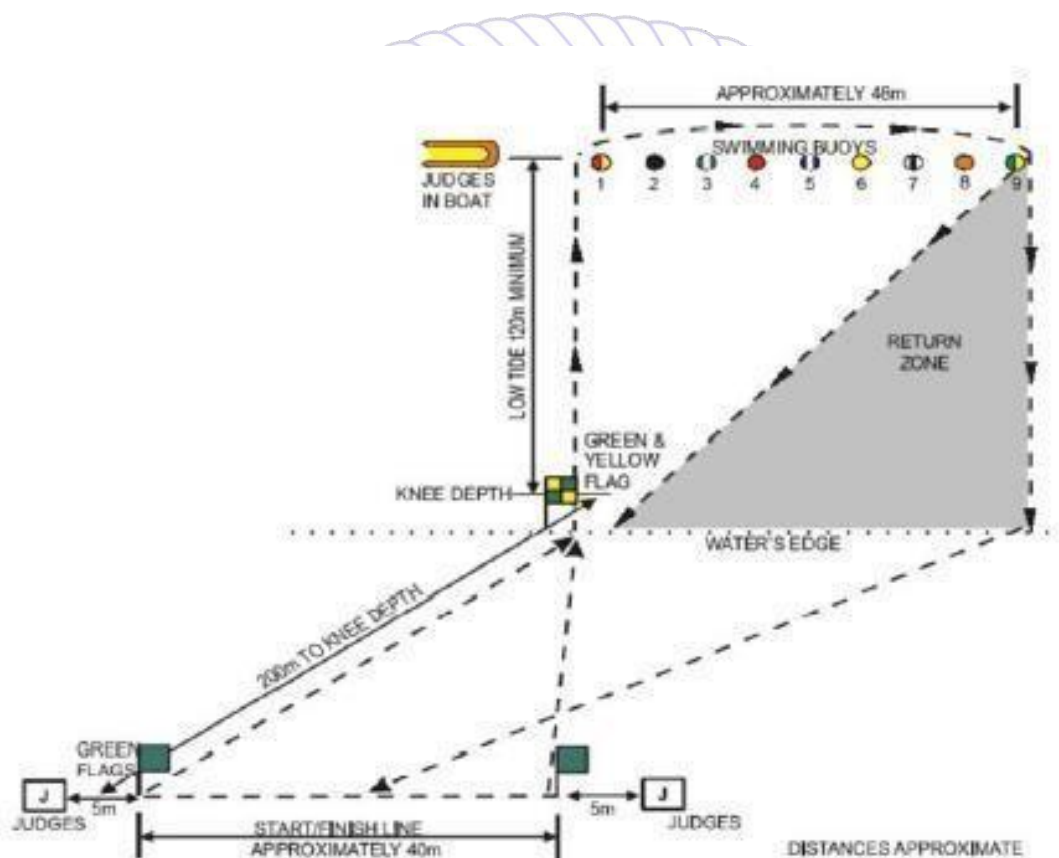 APPROXIMATELY 48m
SWIMMING BUOYS
1 2 3 4 5 6 7 8 9
JUDGES
IN BOAT
LOW TIDE 120m MINIMUM
RETURN
ZONE
GREEN &
YELLOW
FLAG
KNEE DEPTH
WATER'S EDGE
200m TO KNEE DEPTH
GREEN
FLAGS
J
5m
JUDGES
5m
J
JUDGES
START/FINISH LINE
APPROXIMATELY 40m
DISTANCES APPROXIMATE